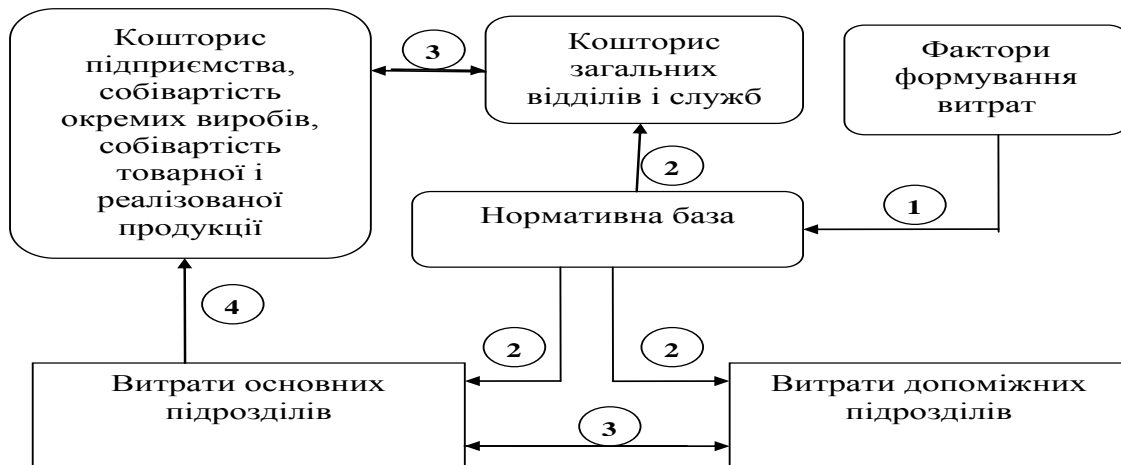 Кошторис
підприємства,
собівартість
окремих виробів,
собівартість
товарної і
реалізованої
продукції
3
Кошторис
загальних
відділів і служб
Фактори
формування
витрат
2
Нормативна база
1
4
2
2
Витрати основних
підрозділів
3
Витрати допоміжних
підрозділів